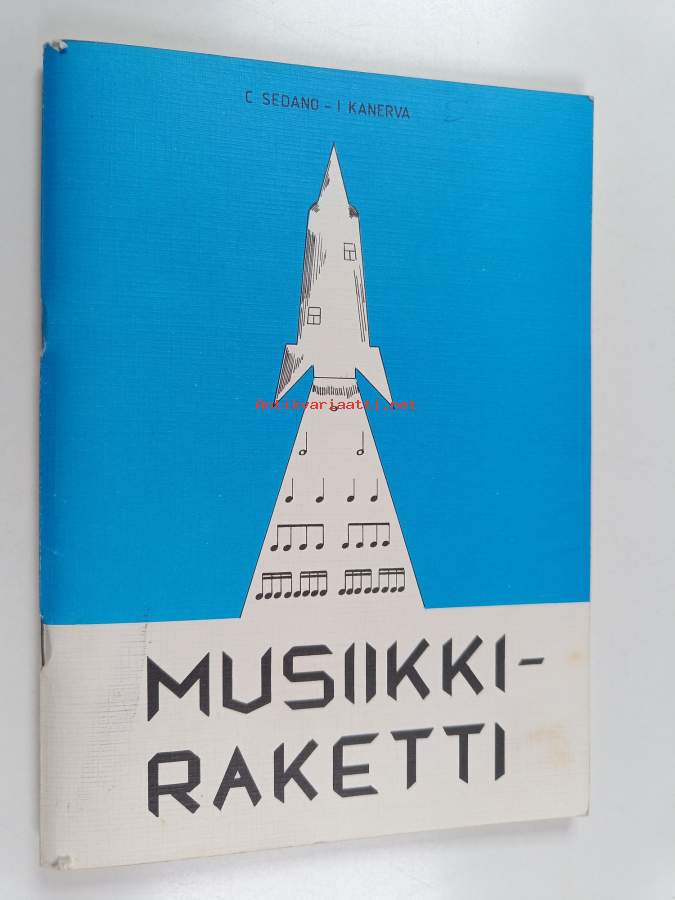 C SEDANO – I KANERVA
Antikvariaatti.net
MUSIIKKI-
RAKETTI